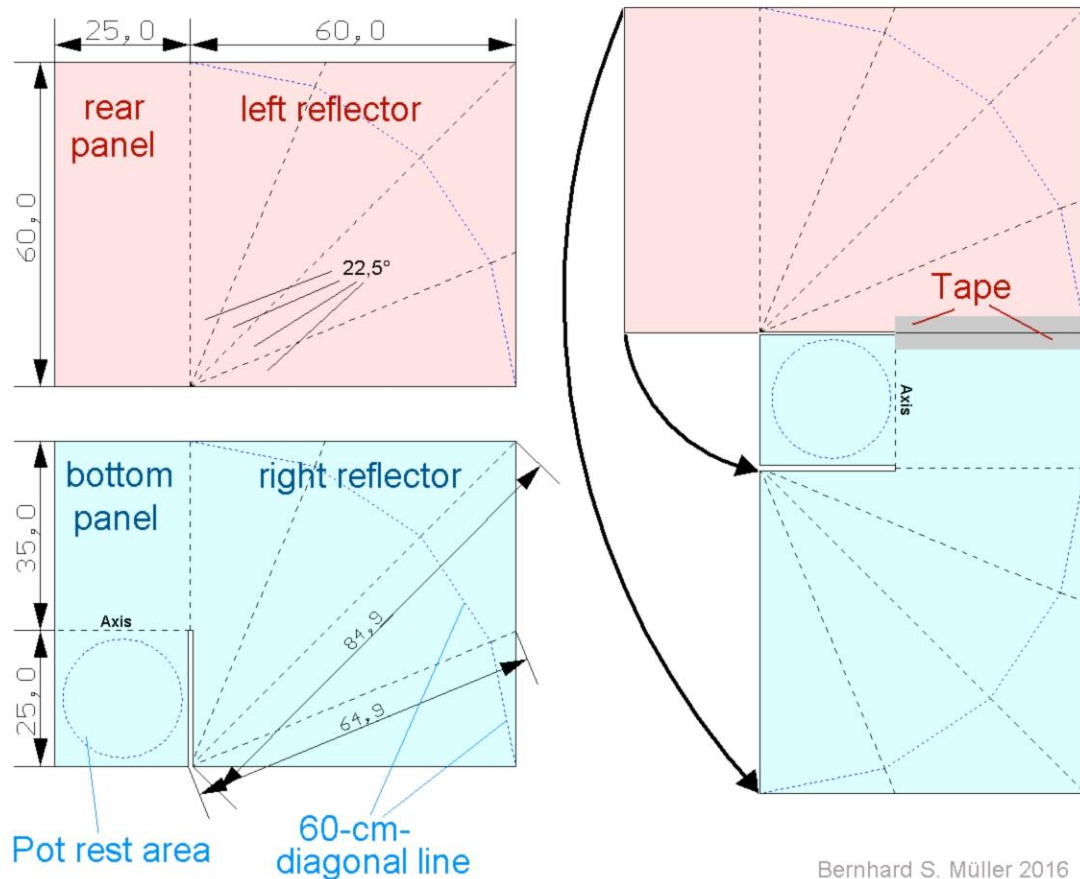 25,0
60,0
rear
panel
left reflector
60,0
22,5°
bottom
panel
right reflector
35,0
Axis
84,9
25,0
64,9
Pot rest area
60-cm-
diagonal line
Tape
Axis
Bernhard S. Müller 2016